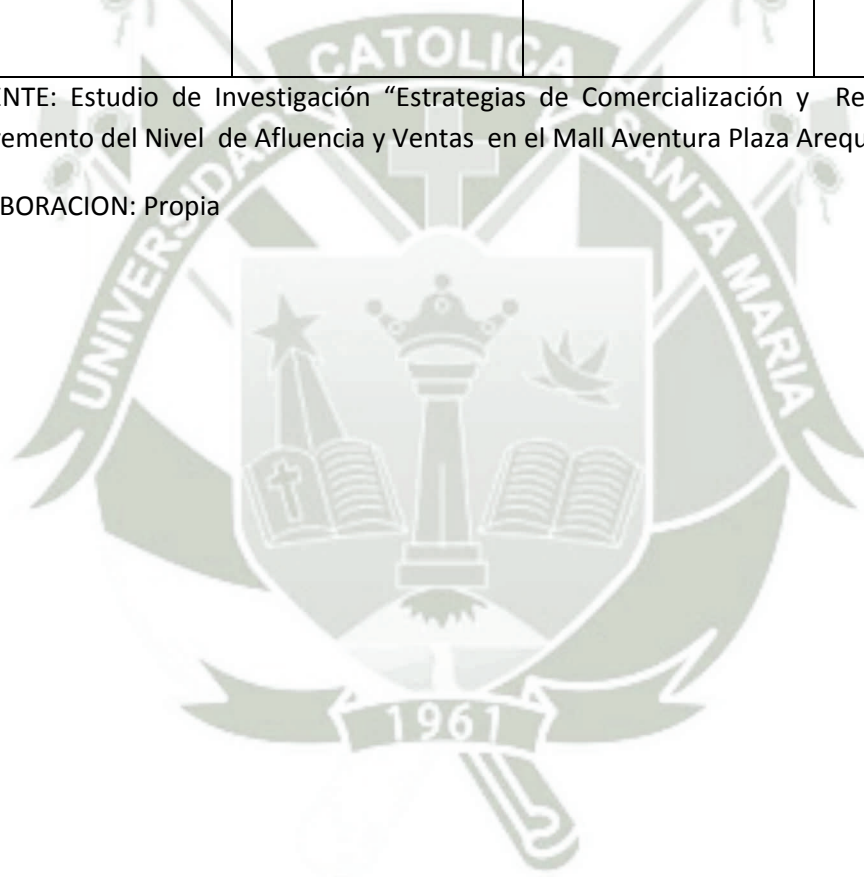 ENTE: Estudio de Investigación “Estrategias de Comercialización y Re
emento del Nivel de Afluencia y Ventas en el Mall Aventura Plaza Arequ
BORACION: Propia
UNIVERSIDAD CATOLICA SANTA MARIA
1961